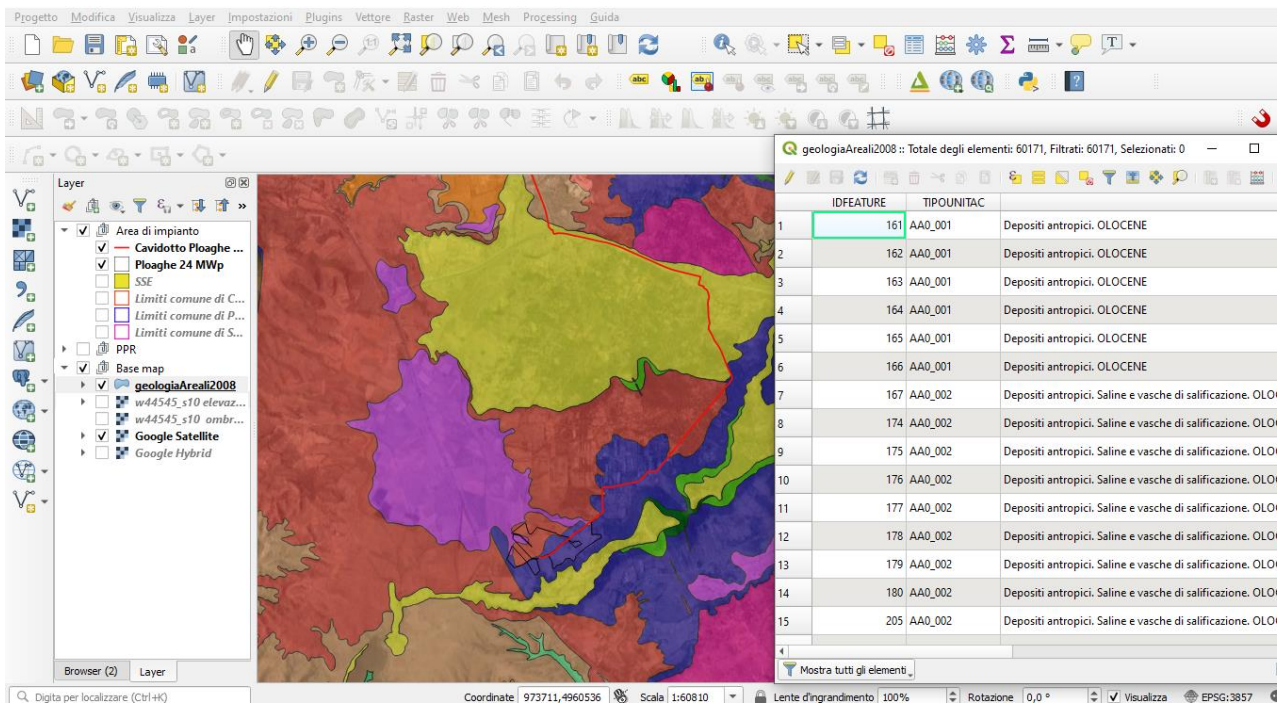 Progetto Modifica Visualizza Layer Impostazioni Plugins Vettore Raster Web Mesh Processing Guida
abc
geologiaAreali2008 :: Totale degli elementi: 60171, Filtrati: 60171, Selezionati: 0
Layer
Area di impianto
Cavidotto Ploaghe ...
Ploaghe 24 MWp
SSE
Limiti comune di C...
Limiti comune di P...
Limiti comune di S...
PPR
Base map
geologiaAreali2008
w44545_s10 elevaz...
w44545_s10 ombr...
Google Satellite
Google Hybrid
Browser (2) Layer
IDFEATURE TIPOUNITAC
1 161 AA0_001 Depositi antropici. OLOCENE
2 162 AA0_001 Depositi antropici. OLOCENE
3 163 AA0_001 Depositi antropici. OLOCENE
4 164 AA0_001 Depositi antropici. OLOCENE
5 165 AA0_001 Depositi antropici. OLOCENE
6 166 AA0_001 Depositi antropici. OLOCENE
7 167 AA0_002 Depositi antropici. Saline e vasche di salificazione. OLO
8 174 AA0_002 Depositi antropici. Saline e vasche di salificazione. OLO
9 175 AA0_002 Depositi antropici. Saline e vasche di salificazione. OLO
10 176 AA0_002 Depositi antropici. Saline e vasche di salificazione. OLO
11 177 AA0_002 Depositi antropici. Saline e vasche di salificazione. OLO
12 178 AA0_002 Depositi antropici. Saline e vasche di salificazione. OLO
13 179 AA0_002 Depositi antropici. Saline e vasche di salificazione. OLO
14 180 AA0_002 Depositi antropici. Saline e vasche di salificazione. OLO
15 205 AA0_002 Depositi antropici. Saline e vasche di salificazione. OLO
Mostra tutti gli elementi
Digita per localizzare (Ctrl+K) Coordinate 973711,4960536 Scala 1:60810 Lente d'ingrandimento 100% Rotazione 0,0 ° Visualizza EPSG:3857